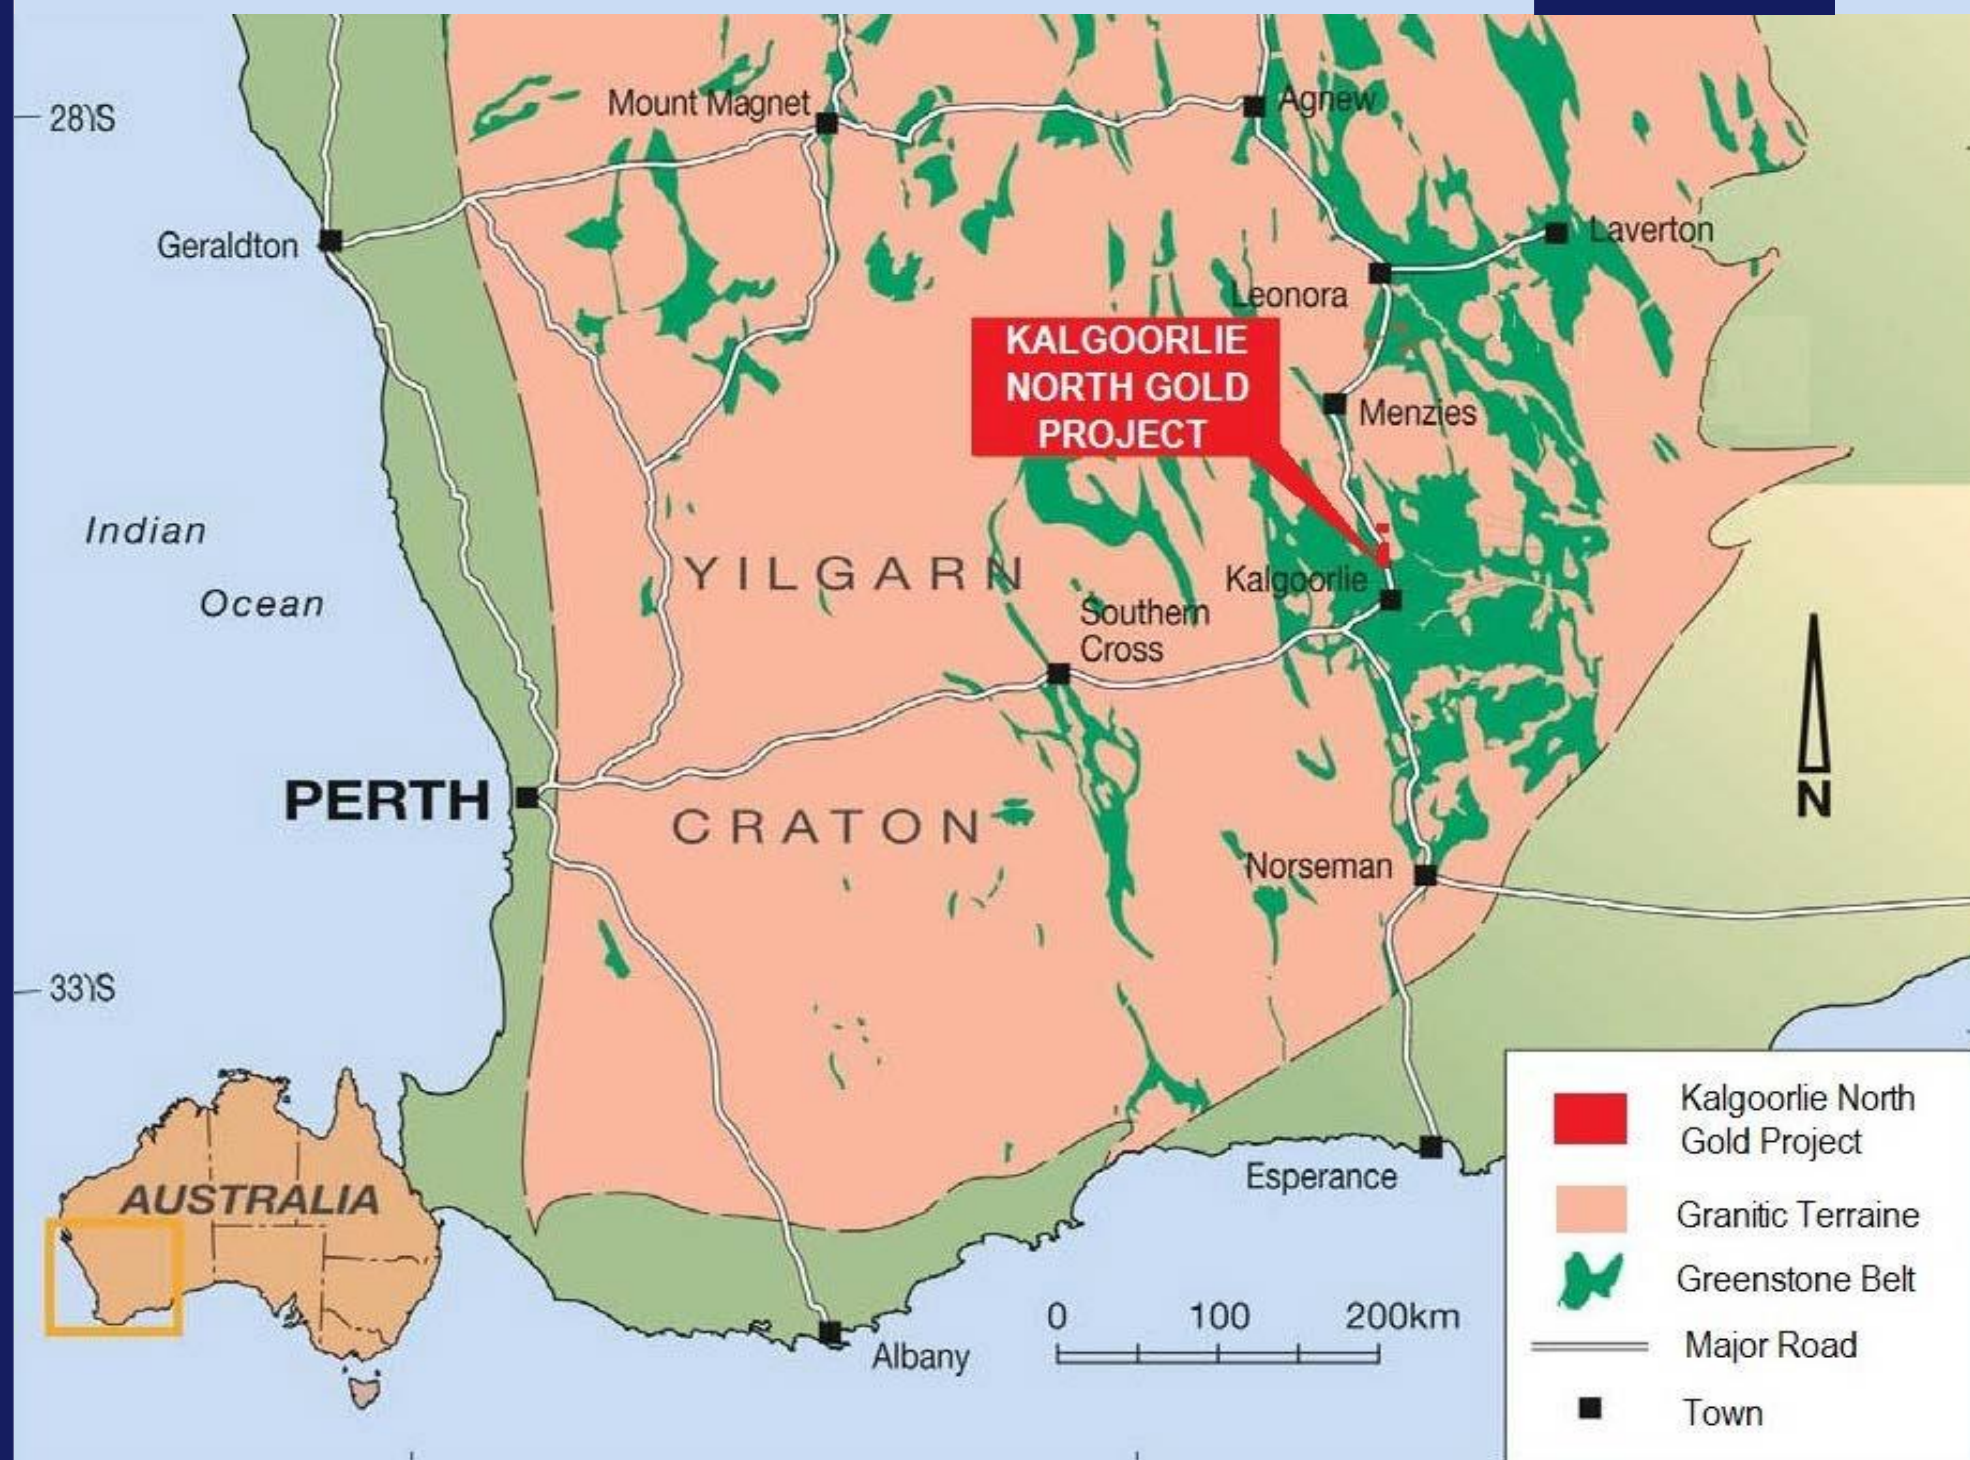 28\S
Mount Magnet
Agnew
Geraldton
Laverton
Leonora
KALGOORLIE
NORTH GOLD
PROJECT
Menzies
Indian
Ocean
YILGARN
Kalgoorlie
Southern
Cross
PERTH
CRATON
N
Norseman
33\S
AUSTRALIA
Esperance
Albany
0 100 200km
Kalgoorlie North
Gold Project
Granitic Terraine
Greenstone Belt
Major Road
Town